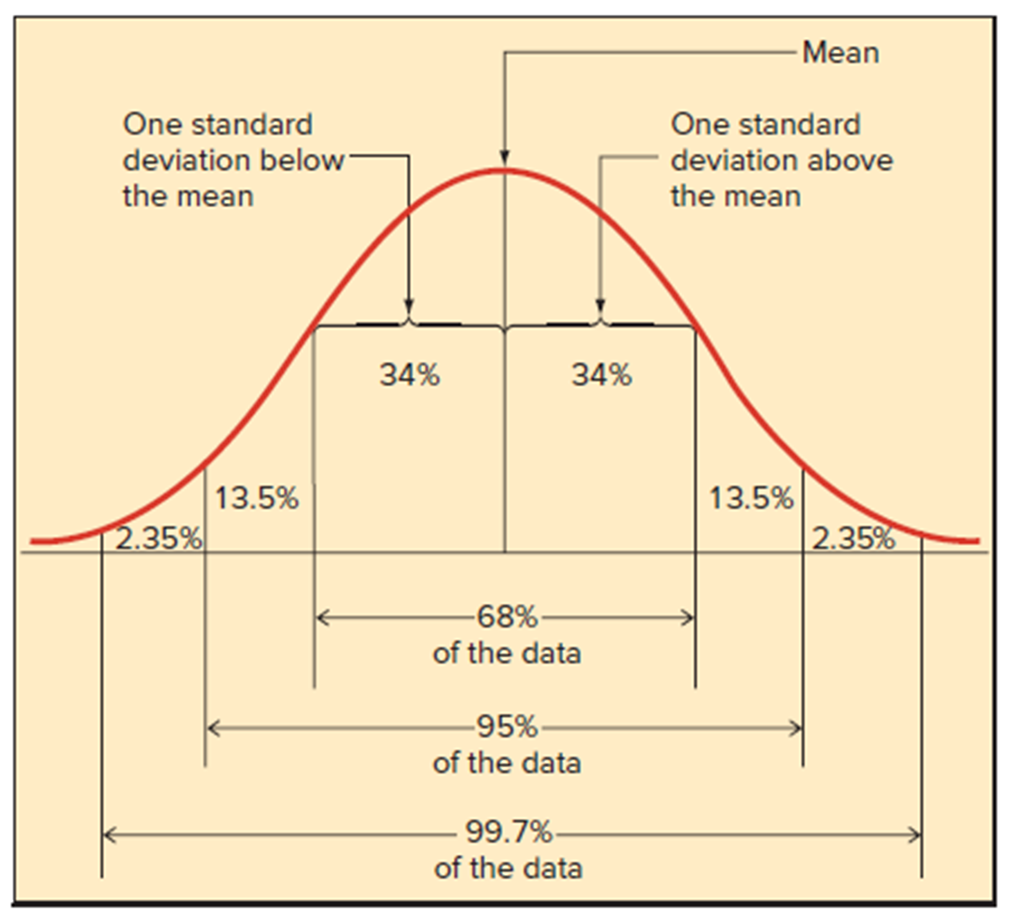 Mean
One standard
deviation below
the mean
One standard
deviation above
the mean
34%
34%
13.5%
13.5%
2.35%
2.35%
68%
of the data
95%
of the data
99.7%
of the data